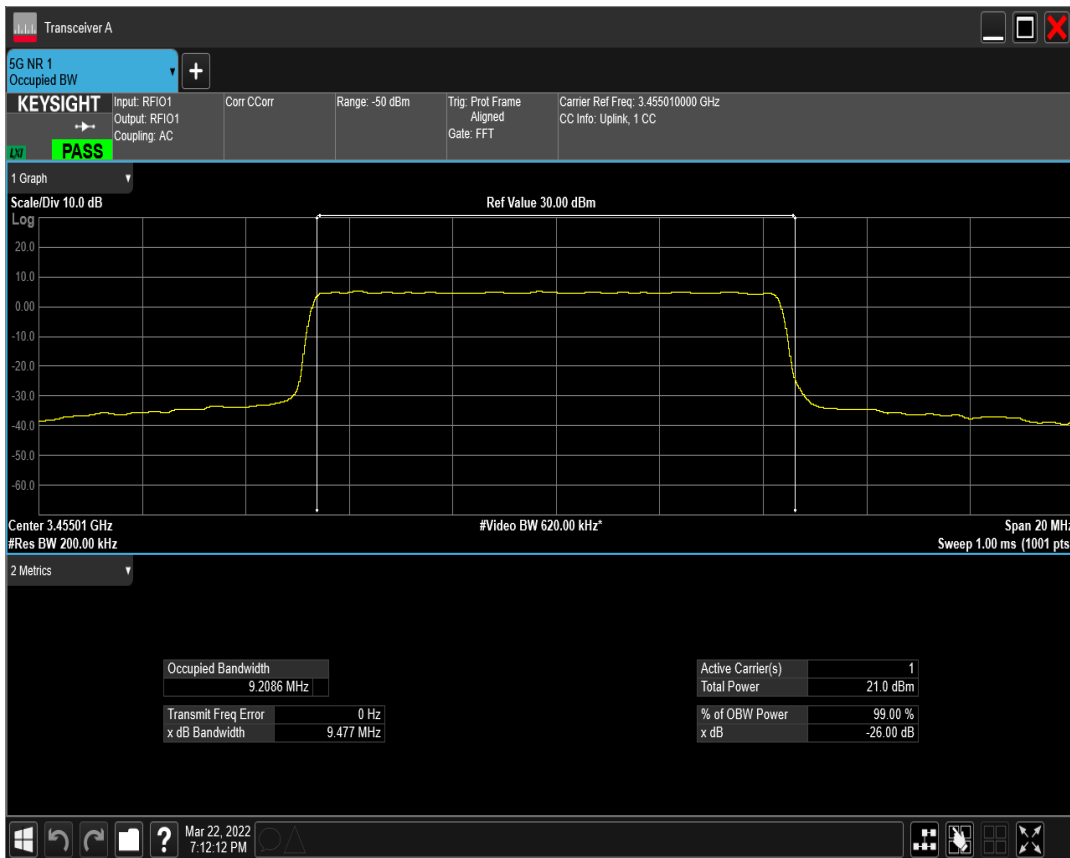 Transceiver A
5G NR 1
Occupied BW
+
KEYSIGHT
LXI
PASS
Input: RFIO1
Output: RFIO1
Coupling: AC
Corr CCorr
Range: -50 dBm
Trig: Prot Frame
Aligned
Gate: FFT
Carrier Ref Freq: 3.455010000 GHz
CC Info: Uplink, 1 CC
1 Graph
Scale/Div 10.0 dB
Ref Value 30.00 dBm
Log
20.0
10.0
0.00
-10.0
-20.0
-30.0
-40.0
-50.0
-60.0
Center 3.45501 GHz
#Video BW 620.00 kHz*
Span 20 MHz
#Res BW 200.00 kHz
Sweep 1.00 ms (1001 pts
2 Metrics
Occupied Bandwidth
9.2086 MHz
Transmit Freq Error 0 Hz
x dB Bandwidth 9.477 MHz
Active Carrier(s) 1
Total Power 21.0 dBm
% of OBW Power 99.00 %
x dB -26.00 dB
?
Mar 22, 2022
7:12:12 PM